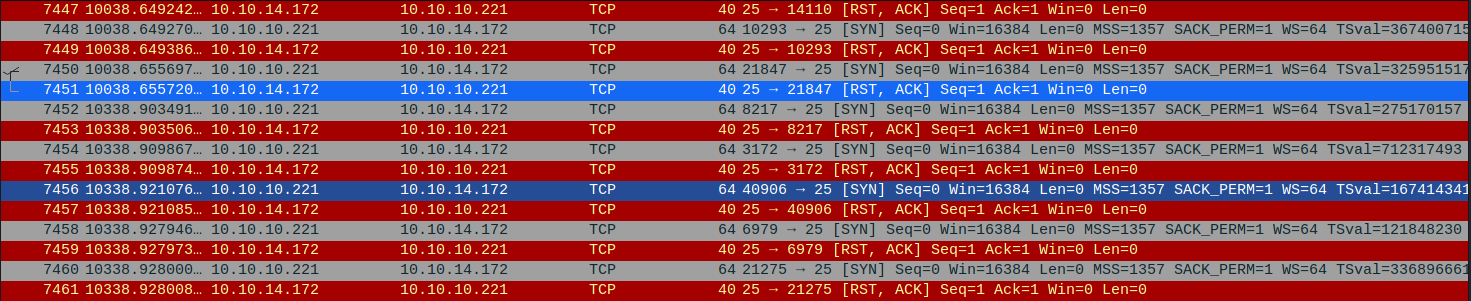 7447 10038.649242… 10.10.14.172 10.10.10.221 TCP 40 25 → 14110 [RST, ACK] Seq=1 Ack=1 Win=0 Len=0
7448 10038.649270… 10.10.10.221 10.10.14.172 TCP 64 10293 → 25 [SYN] Seq=0 Win=16384 Len=0 MSS=1357 SACK_PERM=1 WS=64 TSval=367400715
7449 10038.649386… 10.10.14.172 10.10.10.221 TCP 40 25 → 10293 [RST, ACK] Seq=1 Ack=1 Win=0 Len=0
7450 10038.655697… 10.10.10.221 10.10.14.172 TCP 64 21847 → 25 [SYN] Seq=0 Win=16384 Len=0 MSS=1357 SACK_PERM=1 WS=64 TSval=325951517
7451 10038.655720… 10.10.14.172 10.10.10.221 TCP 40 25 → 21847 [RST, ACK] Seq=1 Ack=1 Win=0 Len=0
7452 10338.903491… 10.10.10.221 10.10.14.172 TCP 64 8217 → 25 [SYN] Seq=0 Win=16384 Len=0 MSS=1357 SACK_PERM=1 WS=64 TSval=275170157
7453 10338.903506… 10.10.14.172 10.10.10.221 TCP 40 25 → 8217 [RST, ACK] Seq=1 Ack=1 Win=0 Len=0
7454 10338.909867… 10.10.10.221 10.10.14.172 TCP 64 3172 → 25 [SYN] Seq=0 Win=16384 Len=0 MSS=1357 SACK_PERM=1 WS=64 TSval=712317493
7455 10338.909874… 10.10.14.172 10.10.10.221 TCP 40 25 → 3172 [RST, ACK] Seq=1 Ack=1 Win=0 Len=0
7456 10338.921076… 10.10.10.221 10.10.14.172 TCP 64 40906 → 25 [SYN] Seq=0 Win=16384 Len=0 MSS=1357 SACK_PERM=1 WS=64 TSval=167414341
7457 10338.921085… 10.10.14.172 10.10.10.221 TCP 40 25 → 40906 [RST, ACK] Seq=1 Ack=1 Win=0 Len=0
7458 10338.927946… 10.10.10.221 10.10.14.172 TCP 64 6979 → 25 [SYN] Seq=0 Win=16384 Len=0 MSS=1357 SACK_PERM=1 WS=64 TSval=121848230
7459 10338.927973… 10.10.14.172 10.10.10.221 TCP 40 25 → 6979 [RST, ACK] Seq=1 Ack=1 Win=0 Len=0
7460 10338.928000… 10.10.10.221 10.10.14.172 TCP 64 21275 → 25 [SYN] Seq=0 Win=16384 Len=0 MSS=1357 SACK_PERM=1 WS=64 TSval=336896661
7461 10338.928008… 10.10.14.172 10.10.10.221 TCP 40 25 → 21275 [RST, ACK] Seq=1 Ack=1 Win=0 Len=0